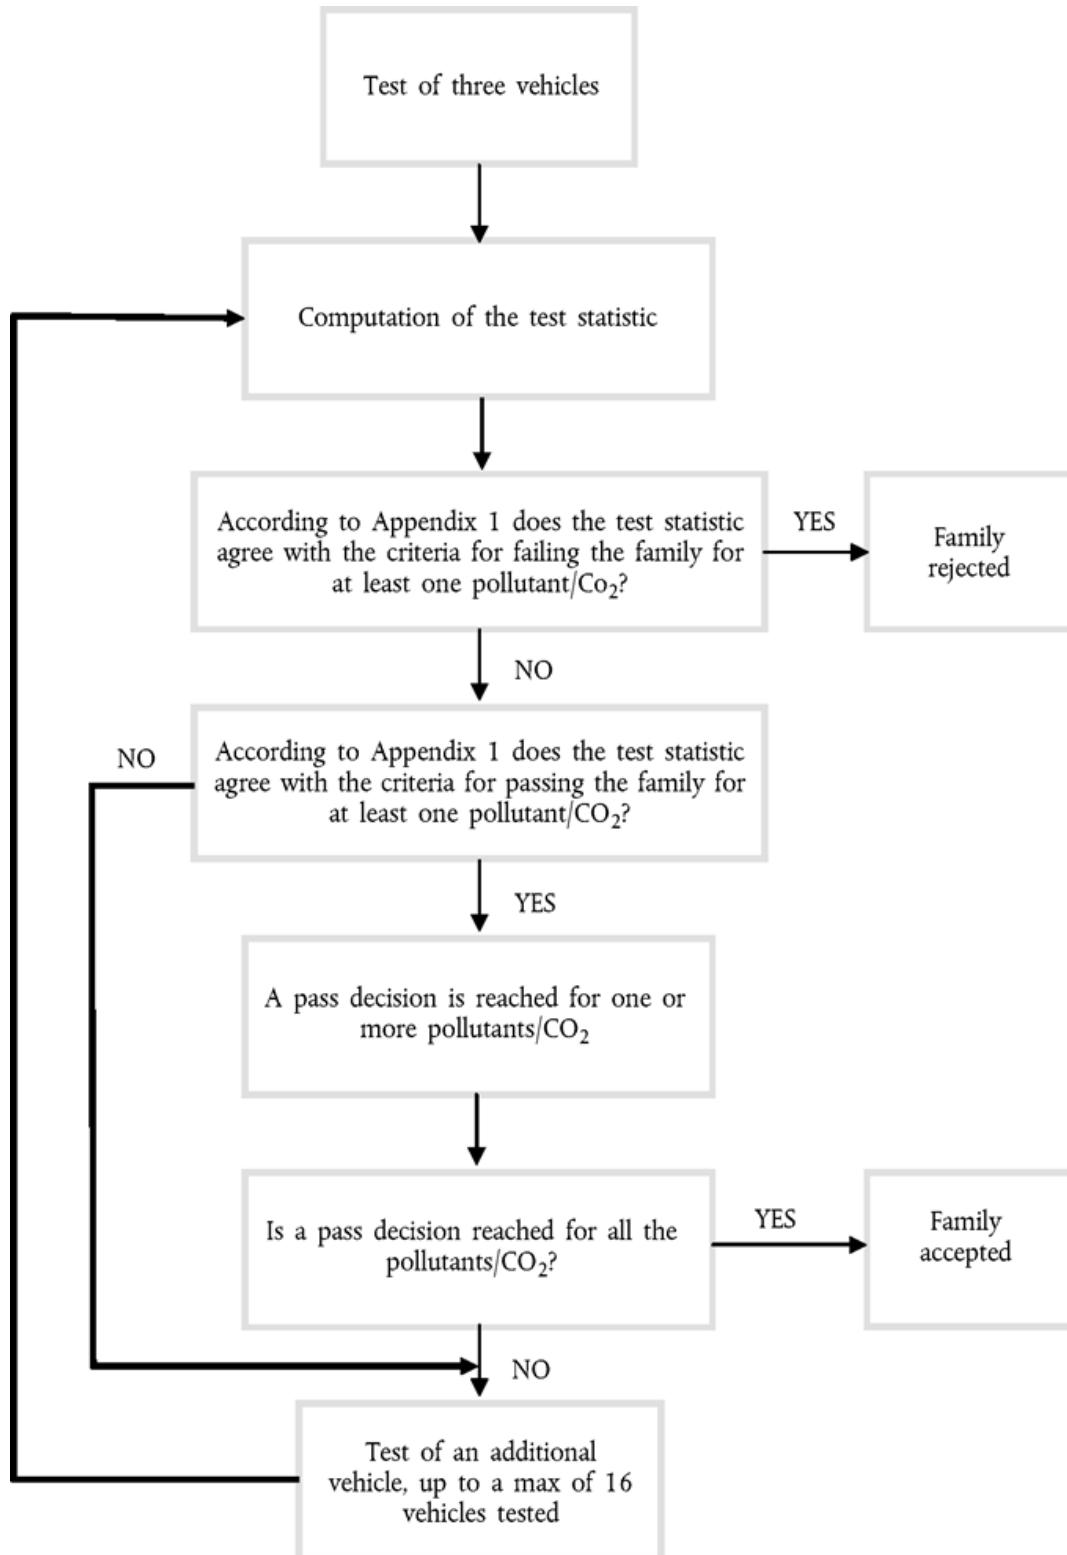 Test of three vehicles
Computation of the test statistic
According to Appendix 1 does the test statistic
agree with the criteria for failing the family for
at least one pollutant/Co₂?
YES
Family
rejected
NO
According to Appendix 1 does the test statistic
agree with the criteria for passing the family for
at least one pollutant/CO₂?
NO
YES
A pass decision is reached for one or
more pollutants/CO₂
Is a pass decision reached for all the
pollutants/CO₂?
YES
Family
accepted
NO
Test of an additional
vehicle, up to a max of 16
vehicles tested